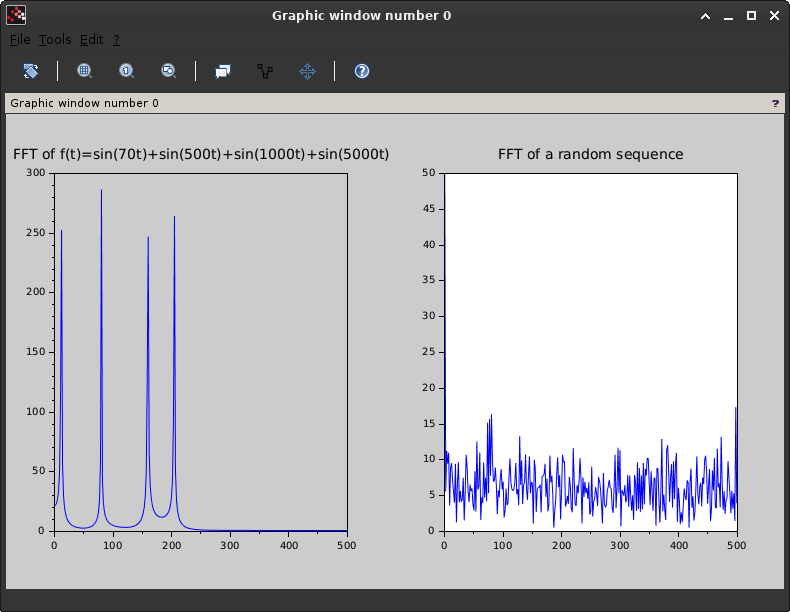 Graphic window number 0
File Tools Edit ?
Graphic window number 0 ?
FFT of f(t)=sin(70t)+sin(500t)+sin(1000t)+sin(5000t)
300
250
200
150
100
50
0
0 100 200 300 400 500
FFT of a random sequence
50
45
40
35
30
25
20
15
10
5
0
0 100 200 300 400 500